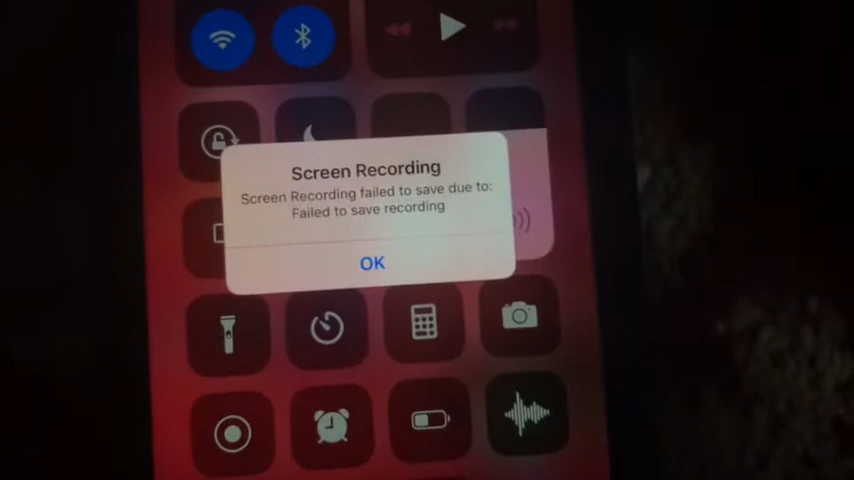 Screen Recording
Screen Recording failed to save due to:
Failed to save recording
OK